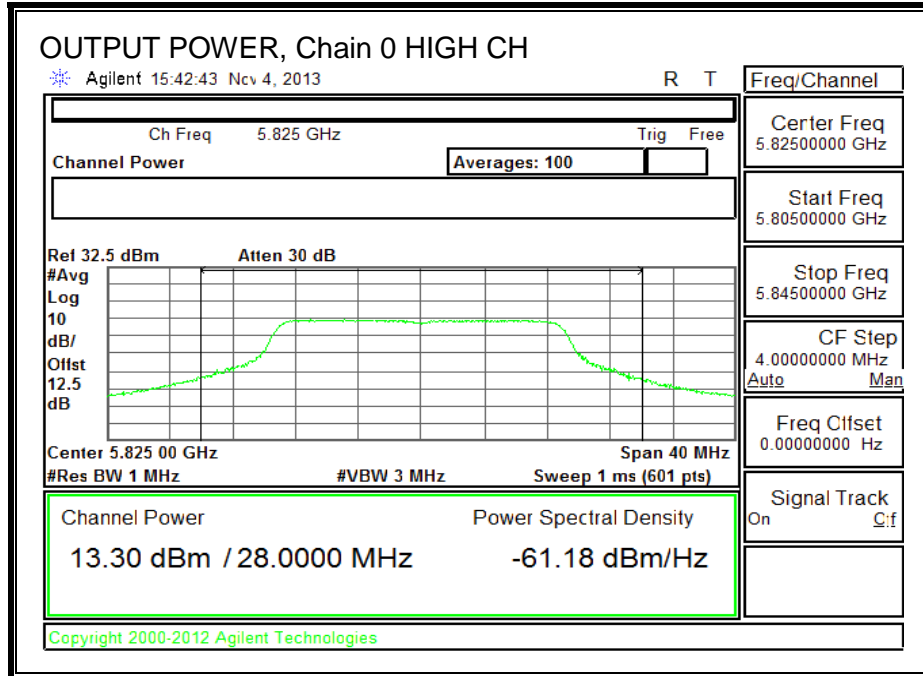 OUTPUT POWER, Chain 0 HIGH CH
Agilent 15:42:43 Nov 4, 2013 R T
Freq/Channel
Ch Freq 5.825 GHz Trig Free
Channel Power Averages: 100
Center Freq
5.82500000 GHz
Start Freq
5.80500000 GHz
Stop Freq
5.84500000 GHz
CF Step
4.00000000 MHz
Auto Man
Freq Offset
0.00000000 Hz
Signal Track
On Off
Ref 32.5 dBm Atten 30 dB
#Avg
Log
10
dB/
Offst
12.5
dB
Center 5.825 00 GHz Span 40 MHz
#Res BW 1 MHz #VBW 3 MHz Sweep 1 ms (601 pts)
Channel Power Power Spectral Density
13.30 dBm / 28.0000 MHz -61.18 dBm/Hz
Copyright 2000-2012 Agilent Technologies